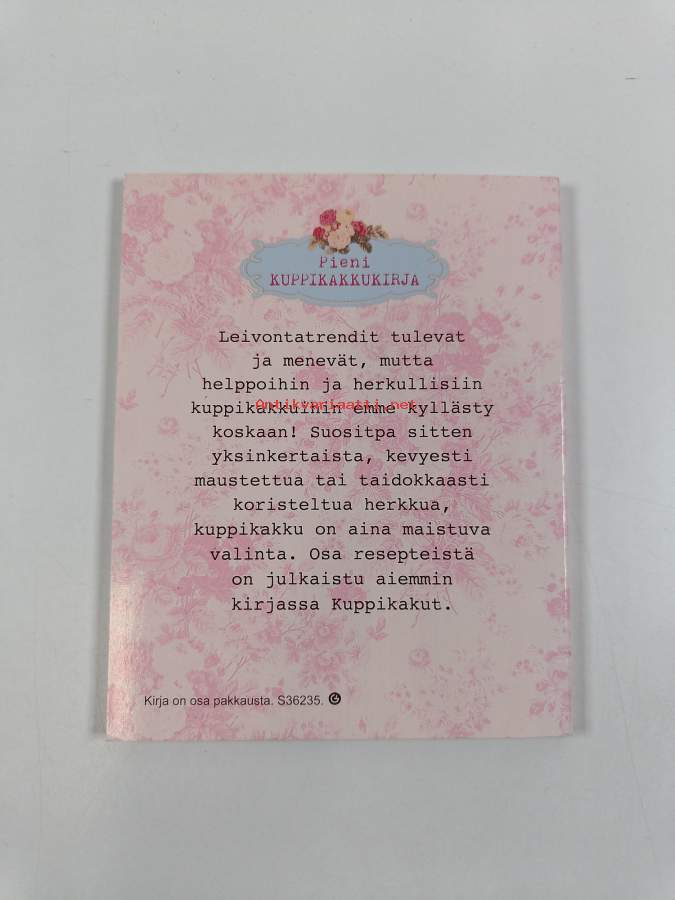 Pieni
KUPPIKAKKUKIRJA
Leivontatrendit tulevat
ja menevät, mutta
helppoihin ja herkullisiin
kuppikakkuihin emme kyllästy
Antikvariaatti.net
koskaan! Suositpa sitten
yksinkertaista, kevyesti
maustettua tai taidokkaasti
koristeltua herkkua,
kuppikakku on aina maistuva
valinta. Osa resepteistä
on julkaistu aiemmin
kirjassa Kuppikakut.
Kirja on osa pakkausta. S36235.